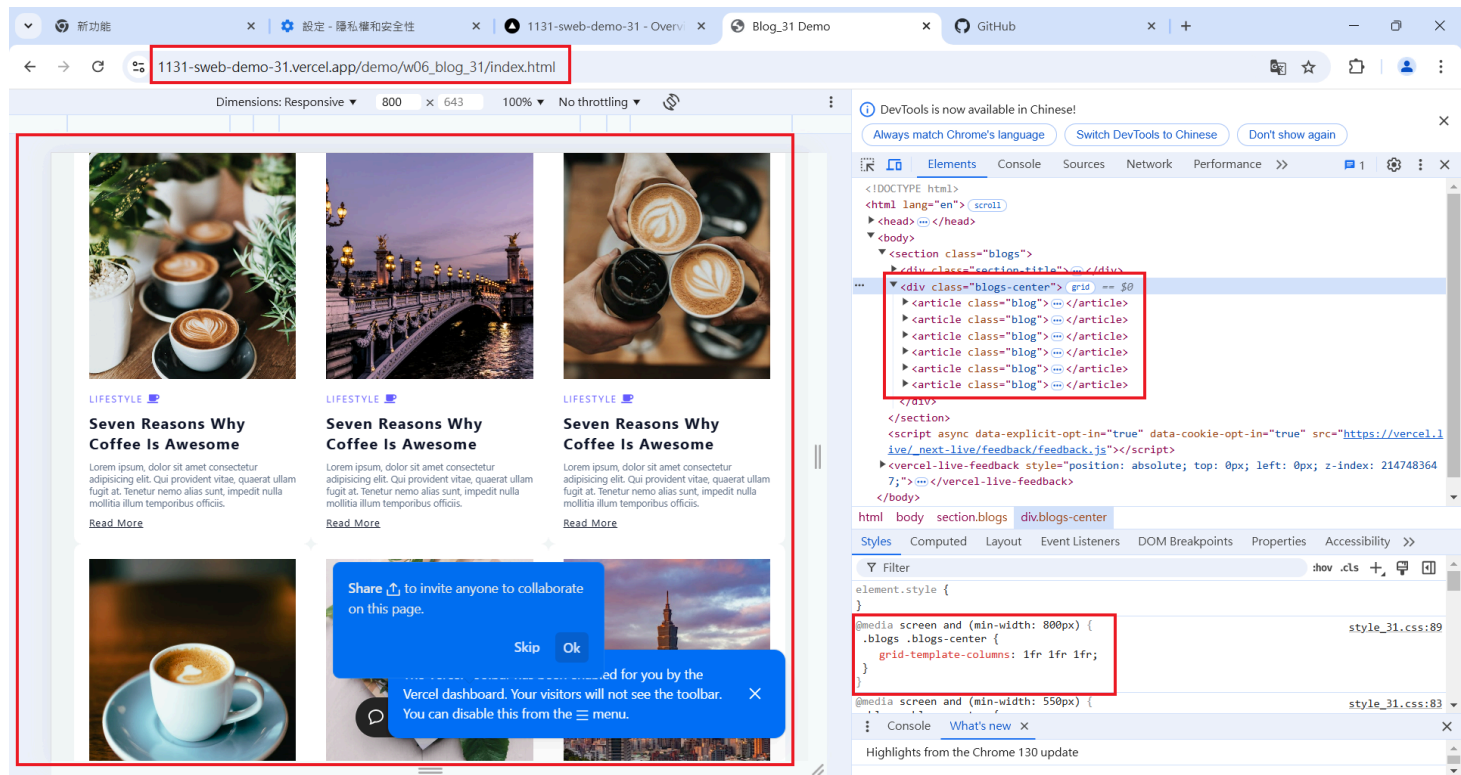 新功能
設定 - 隱私權和安全性
1131-sweb-demo-31 - Overvi
Blog_31 Demo
GitHub
1131-sweb-demo-31.vercel.app/demo/w06_blog_31/index.html
Dimensions: Responsive ▼ 800 × 643 100% ▼ No throttling ▼
LIFESTYLE LIFESTYLE LIFESTYLE
Seven Reasons Why Seven Reasons Why Seven Reasons Why
Coffee Is Awesome Coffee Is Awesome Coffee Is Awesome
Lorem ipsum, dolor sit amet consectetur Lorem ipsum, dolor sit amet consectetur Lorem ipsum, dolor sit amet consectetur
adipisicing elit. Qui provident vitae, quaerat ullam adipisicing elit. Qui provident vitae, quaerat ullam adipisicing elit. Qui provident vitae, quaerat ullam
fugit at. Tenetur nemo alias sunt, impedit nulla fugit at. Tenetur nemo alias sunt, impedit nulla fugit at. Tenetur nemo alias sunt, impedit nulla
mollitia illum temporibus officiis. mollitia illum temporibus officiis. mollitia illum temporibus officiis.
Read More Read More Read More
Share to invite anyone to collaborate
on this page.
Skip Ok
enabled for you by the
Vercel dashboard. Your visitors will not see the toolbar.
You can disable this from the ☰ menu.
DevTools is now available in Chinese!
Always match Chrome's language Switch DevTools to Chinese Don't show again
Elements Console Sources Network Performance 1
<!DOCTYPE html>
<html lang="en"> scroll
<head> </head>
<body>
<section class="blogs">
<div class="section-title"> </div>
<div class="blogs-center"> grid == $0
<article class="blog"> </article>
<article class="blog"> </article>
<article class="blog"> </article>
<article class="blog"> </article>
<article class="blog"> </article>
<article class="blog"> </article>
</div>
</section>
<script async data-explicit-opt-in="true" data-cookie-opt-in="true" src="https://vercel.l
ive/_next-live/feedback/feedback.js"></script>
<vercel-live-feedback style="position: absolute; top: 0px; left: 0px; z-index: 214748364
7;"> </vercel-live-feedback>
</body>
html body section.blogs div.blogs-center
Styles Computed Layout Event Listeners DOM Breakpoints Properties Accessibility
Filter :hov .cls
element.style {
}
@media screen and (min-width: 800px) { style_31.css:89
.blogs .blogs-center {
grid-template-columns: 1fr 1fr 1fr;
}
}
@media screen and (min-width: 550px) { style_31.css:83
Console What's new
Highlights from the Chrome 130 update